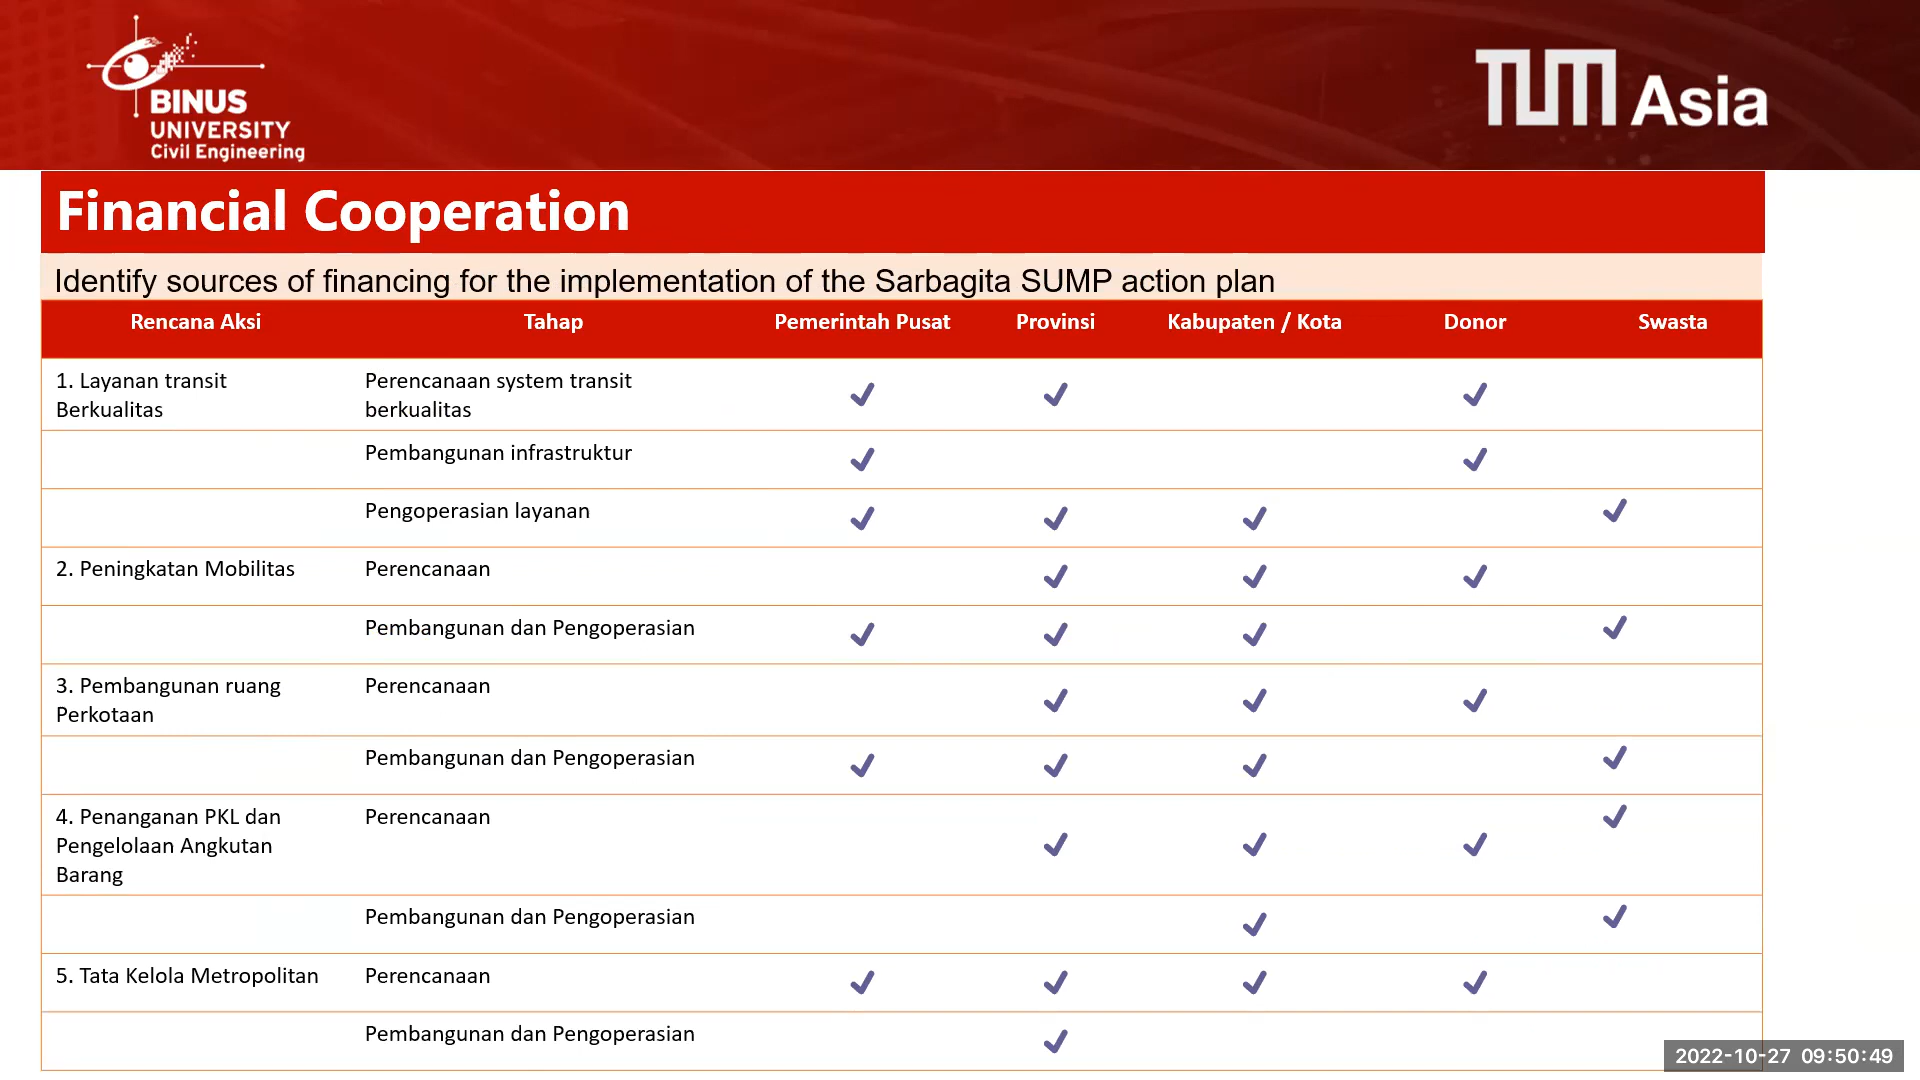 BINUS
UNIVERSITY
Civil Engineering
TUM Asia
Financial Cooperation
Identify sources of financing for the implementation of the Sarbagita SUMP action plan
Rencana Aksi Tahap Pemerintah Pusat Provinsi Kabupaten / Kota Donor Swasta
1. Layanan transit Perencanaan system transit
Berkualitas berkualitas
Pembangunan infrastruktur
Pengoperasian layanan
2. Peningkatan Mobilitas Perencanaan
Pembangunan dan Pengoperasian
3. Pembangunan ruang Perencanaan
Perkotaan
Pembangunan dan Pengoperasian
4. Penanganan PKL dan Perencanaan
Pengelolaan Angkutan
Barang
Pembangunan dan Pengoperasian
5. Tata Kelola Metropolitan Perencanaan
Pembangunan dan Pengoperasian
2022-10-27 09:50:49